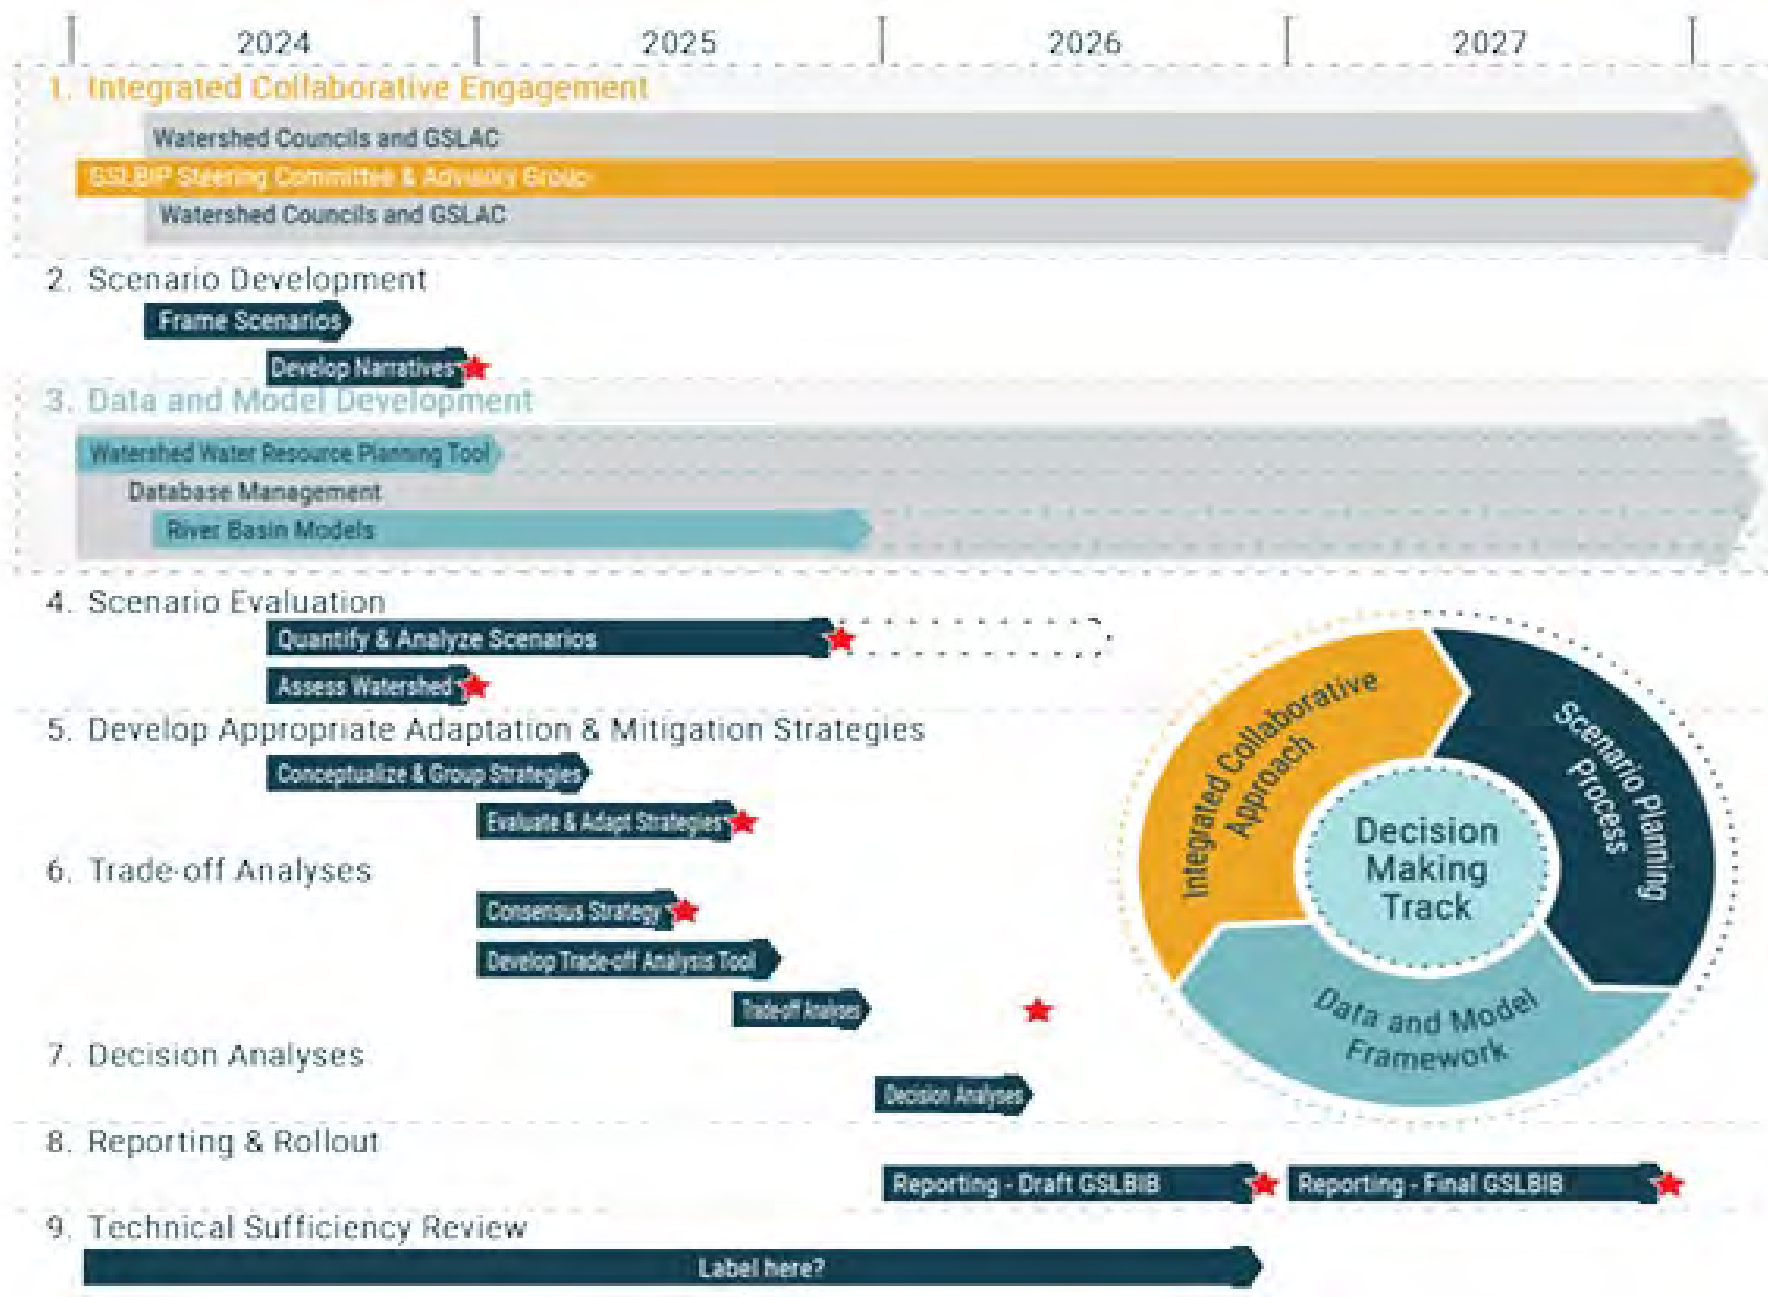 2024 2025 2026 2027
1. Integrated Collaborative Engagement
Watershed Councils and GSLAC
GSLBIP Steering Committee & Advisory Group
Watershed Councils and GSLAC
2. Scenario Development
Frame Scenarios
Develop Narratives
3. Data and Model Development
Watershed Water Resource Planning Tool
Database Management
River Basin Models
4. Scenario Evaluation
Quantify & Analyze Scenarios
Assess Watershed
5. Develop Appropriate Adaptation & Mitigation Strategies
Conceptualize & Group Strategies
Evaluate & Adapt Strategies
6. Trade-off Analyses
Consensus Strategy
Develop Trade-off Analysis Tool
Trade-off Analyses
7. Decision Analyses
Decision Analyses
8. Reporting & Rollout
Reporting - Draft GSLBIB
Reporting - Final GSLBIB
9. Technical Sufficiency Review
Label here?
Integrated Collaborative
Approach
Scenario Planning
Process
Decision
Making
Track
Data and Model
Framework